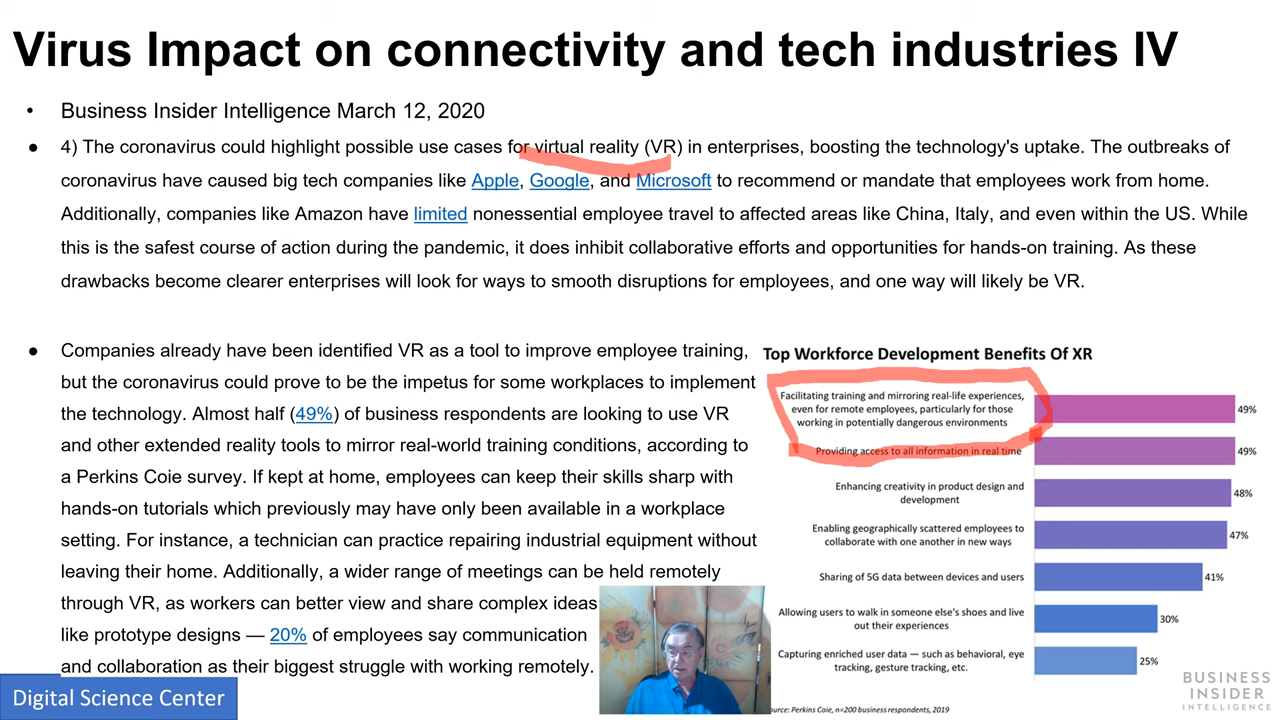 Virus Impact on connectivity and tech industries IV
• Business Insider Intelligence March 12, 2020
● 4) The coronavirus could highlight possible use cases for virtual reality (VR) in enterprises, boosting the technology's uptake. The outbreaks of
coronavirus have caused big tech companies like Apple, Google, and Microsoft to recommend or mandate that employees work from home.
Additionally, companies like Amazon have limited nonessential employee travel to affected areas like China, Italy, and even within the US. While
this is the safest course of action during the pandemic, it does inhibit collaborative efforts and opportunities for hands-on training. As these
drawbacks become clearer enterprises will look for ways to smooth disruptions for employees, and one way will likely be VR.
● Companies already have been identified VR as a tool to improve employee training,
but the coronavirus could prove to be the impetus for some workplaces to implement
the technology. Almost half (49%) of business respondents are looking to use VR
and other extended reality tools to mirror real-world training conditions, according to
a Perkins Coie survey. If kept at home, employees can keep their skills sharp with
hands-on tutorials which previously may have only been available in a workplace
setting. For instance, a technician can practice repairing industrial equipment without
leaving their home. Additionally, a wider range of meetings can be held remotely
through VR, as workers can better view and share complex ideas
like prototype designs — 20% of employees say communication
and collaboration as their biggest struggle with working remotely.
Top Workforce Development Benefits Of XR
Facilitating training and mirroring real-life experiences,
even for remote employees, particularly for those
working in potentially dangerous environments
49%
Providing access to all information in real time
49%
Enhancing creativity in product design and
development
48%
Enabling geographically scattered employees to
collaborate with one another in new ways
47%
Sharing of 5G data between devices and users
41%
Allowing users to walk in someone else's shoes and live
out their experiences
30%
Capturing enriched user data — such as behavioral, eye
tracking, gesture tracking, etc.
25%
Perkins Coie, n=200 business respondents, 2019
BUSINESS
INSIDER
INTELLIGENCE
Digital Science Center